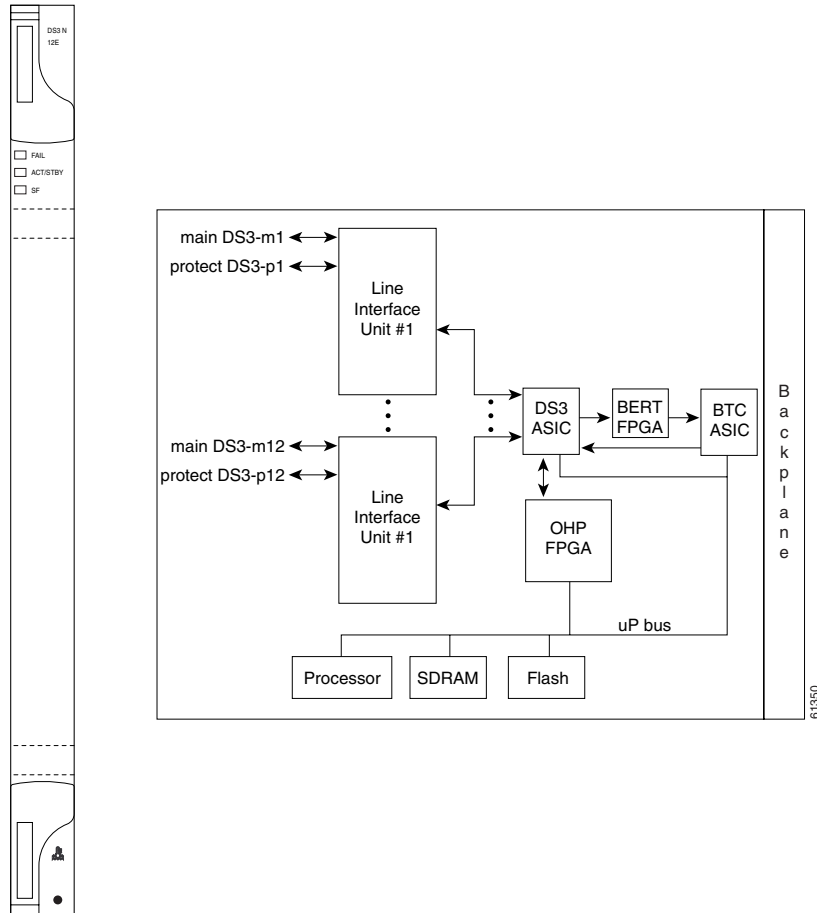 DS3 N
12E
FAIL
ACT/STBY
SF
main DS3-m1
protect DS3-p1
Line
Interface
Unit #1
main DS3-m12
protect DS3-p12
Line
Interface
Unit #1
DS3
ASIC
BERT
FPGA
BTC
ASIC
OHP
FPGA
uP bus
Processor
SDRAM
Flash
Backplane
61350